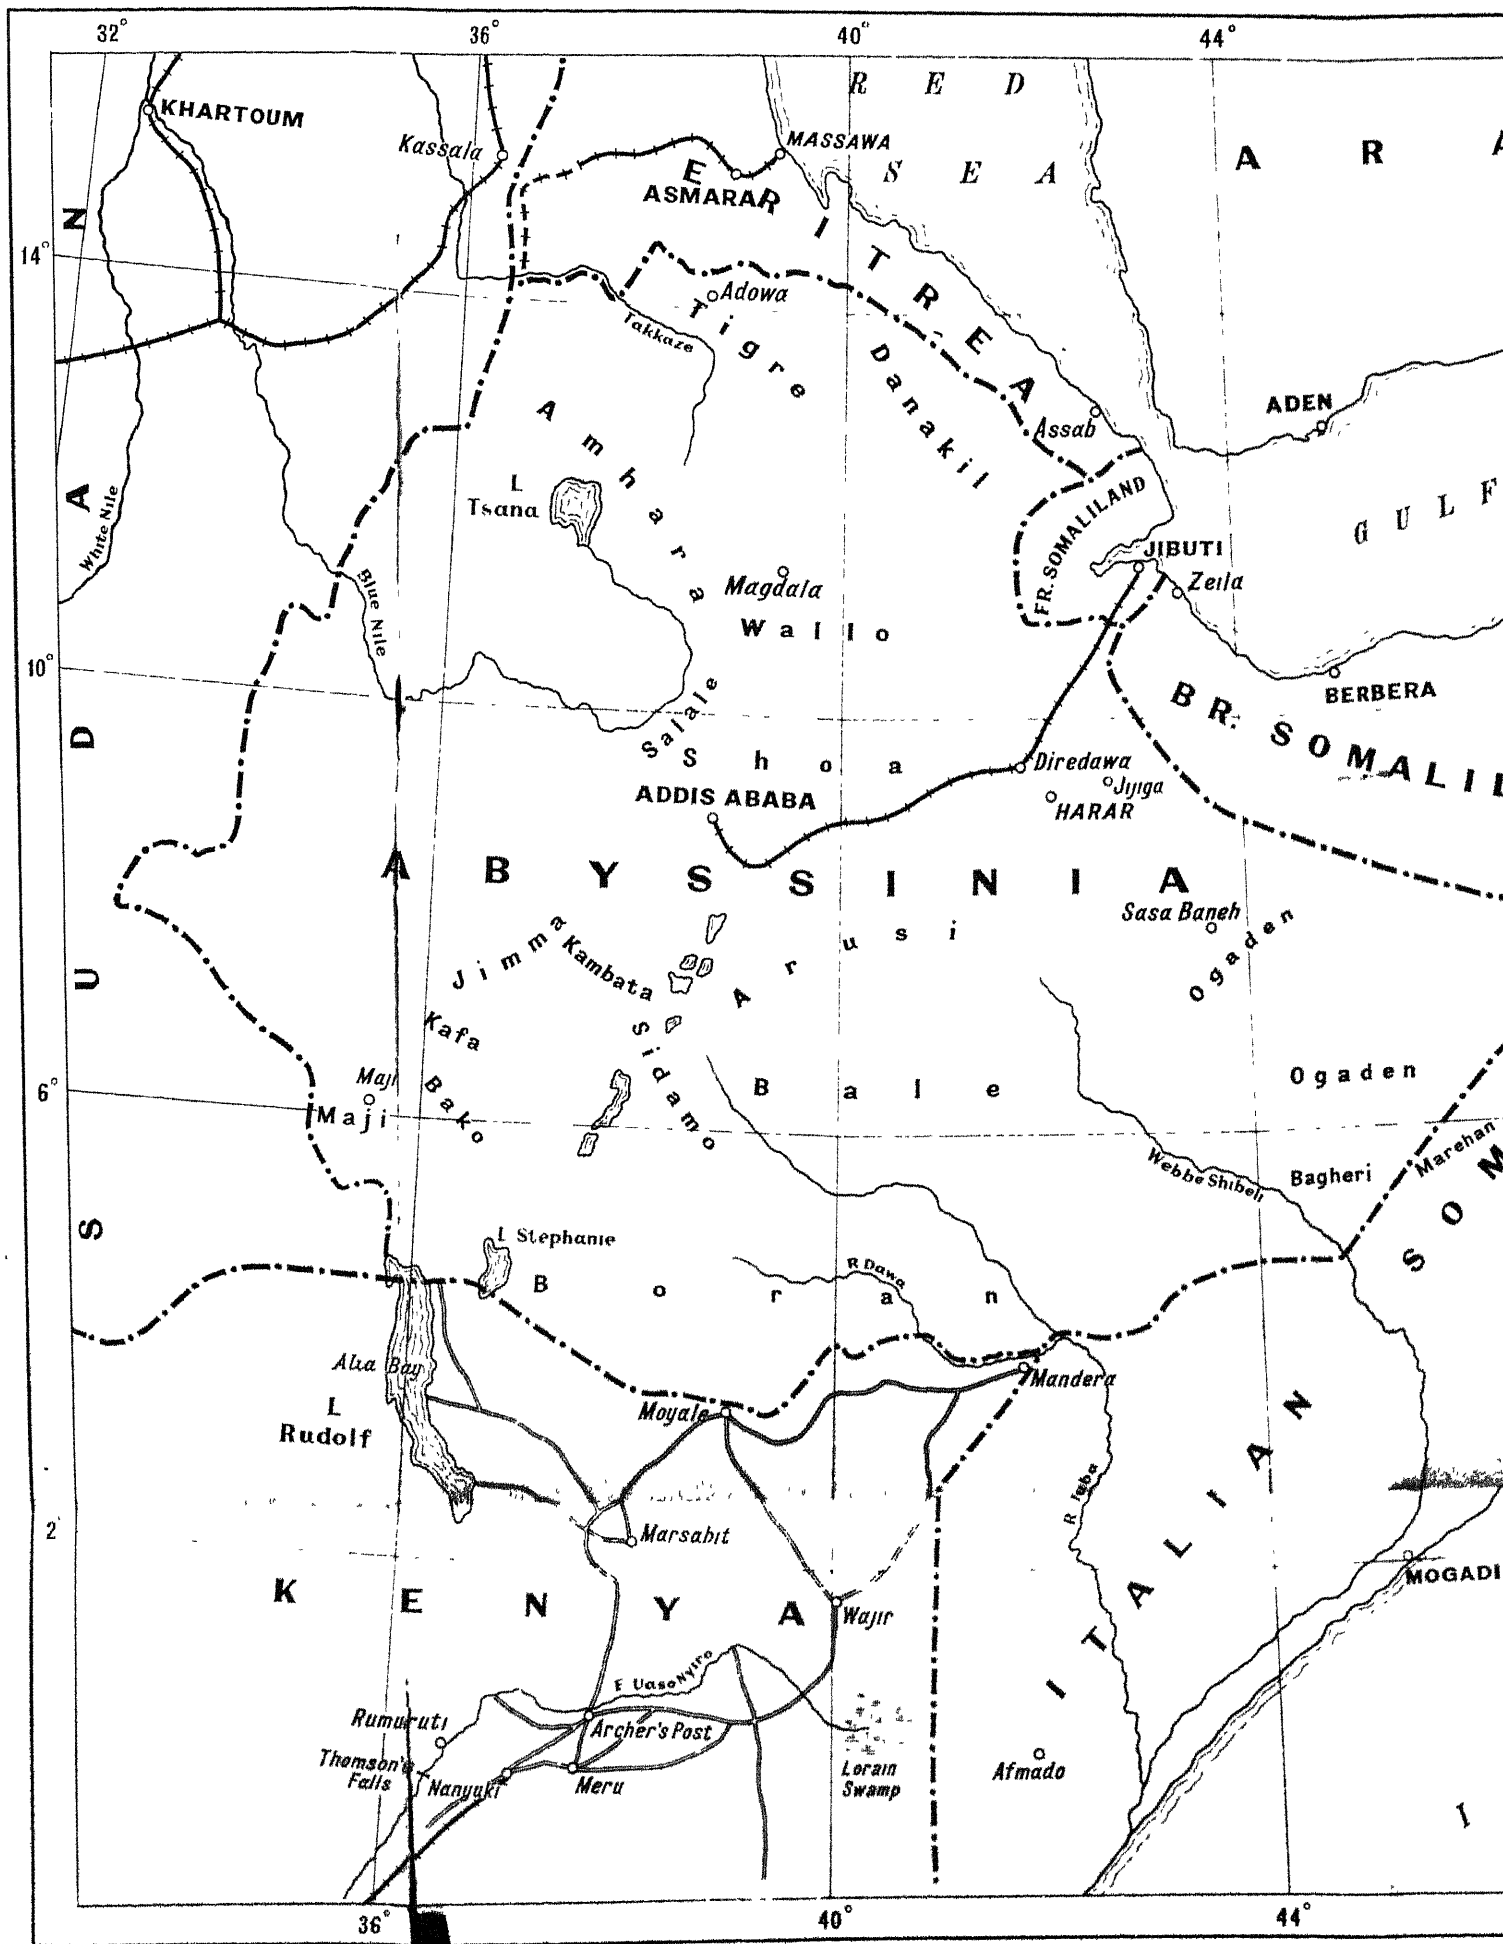 32° 36° 40° 44°
RED
SEA
ARA
KHARTOUM
Kassala
MASSAWA
ASMARA
ERITREA
14°
Adowa
Tigre
Takkaze
Danakil
Assab
ADEN
Amhara
L
Tsana
White Nile
Blue Nile
GULF
FR. SOMALILAND
JIBUTI
Zeila
Magdala
Wallo
10°
BERBERA
BR. SOMALIL
Salale
Shoa
Diredawa
Jijiga
HARAR
ADDIS ABABA
SUDAN
ABYSSINIA
Sasa Baneh
Ogaden
Jimma
Kambata
Arusi
Kafa
Sidamo
6°
Maji
Maji
Bako
Bale
Ogaden
Webbe Shibeli
Bagheri
Marehan
L Stephanie
Boran
R Dawa
Alia Bay
L
Rudolf
Moyale
Mandera
R Juba
ITALIAN SOM
2°
Marsabit
MOGADI
KENYA
Wajir
E Uaso Nyiro
Rumuruti
Archer's Post
Thomson's
Falls
Nanyuki
Meru
Lorain
Swamp
Afmado
I
36° 40° 44°